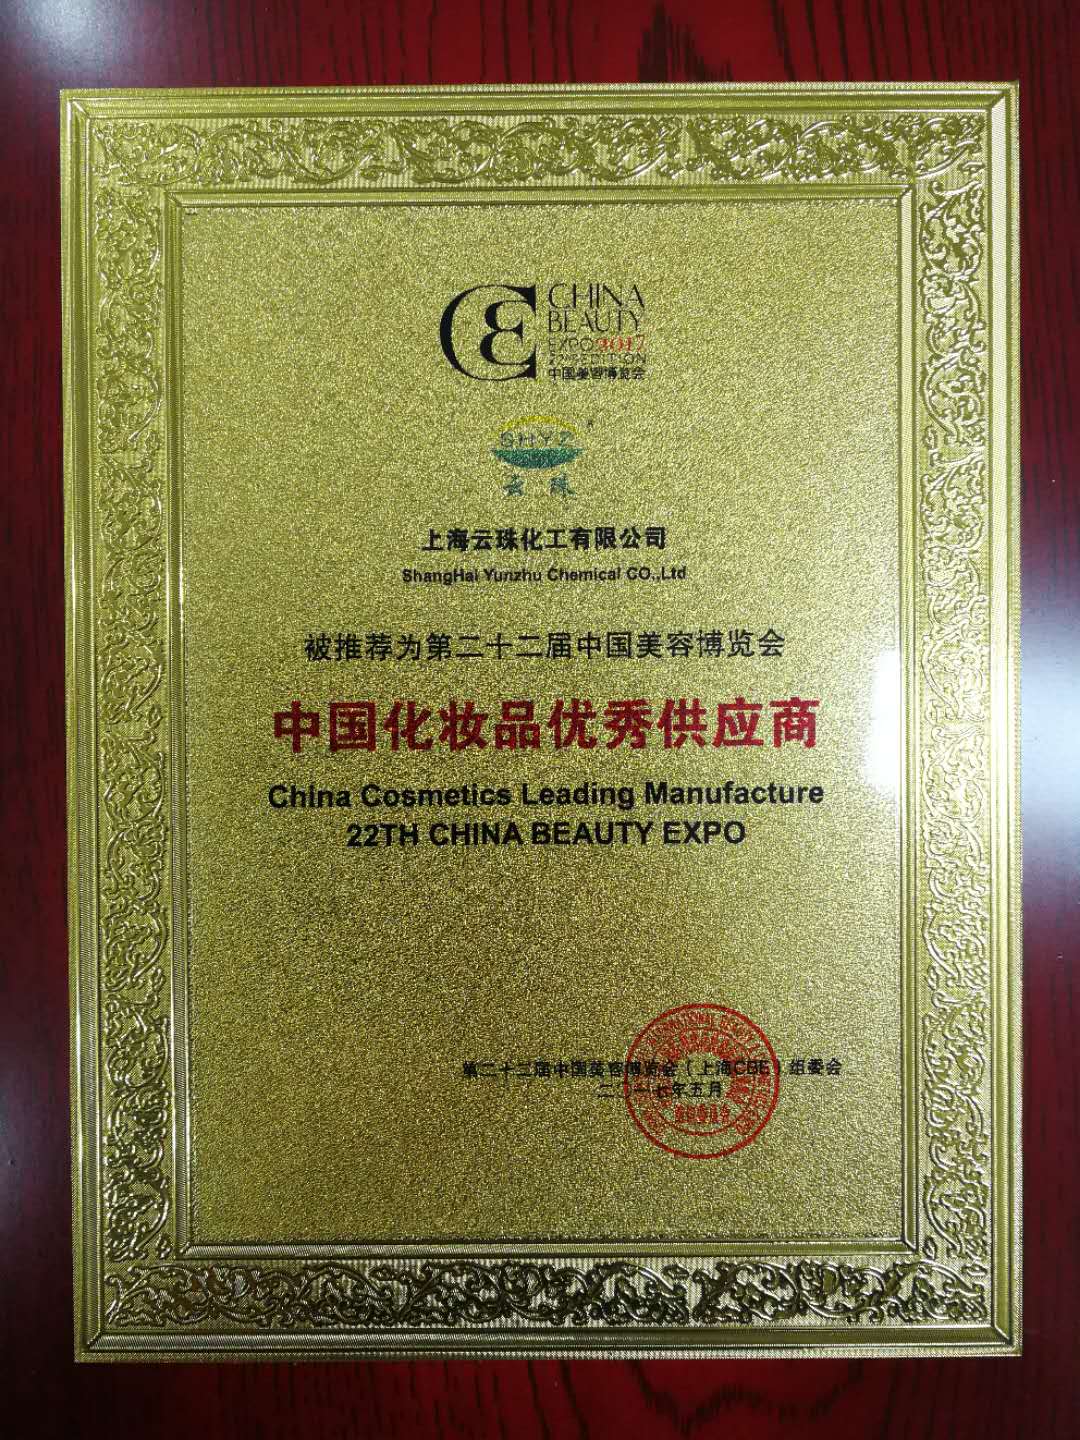 CHINA
BEAUTY
EXPO 2017
22ND EDITION
中国美容博览会
SHYZ
云珠
上海云珠化工有限公司
ShangHai Yunzhu Chemical CO.,Ltd
被推荐为第二十二届中国美容博览会
中国化妆品优秀供应商
China Cosmetics Leading Manufacture
22TH CHINA BEAUTY EXPO
第二十二届中国美容博览会（上海CBE）组委会
二〇一七年五月